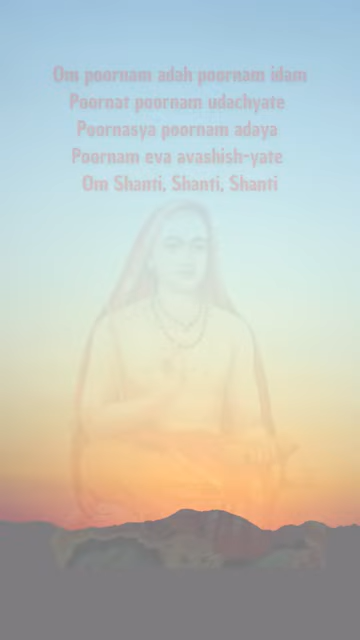 Om poornam adah poornam idam
Poornat poornam udachyate
Poornasya poornam adaya
Poornam eva avashish-yate
Om Shanti, Shanti, Shanti